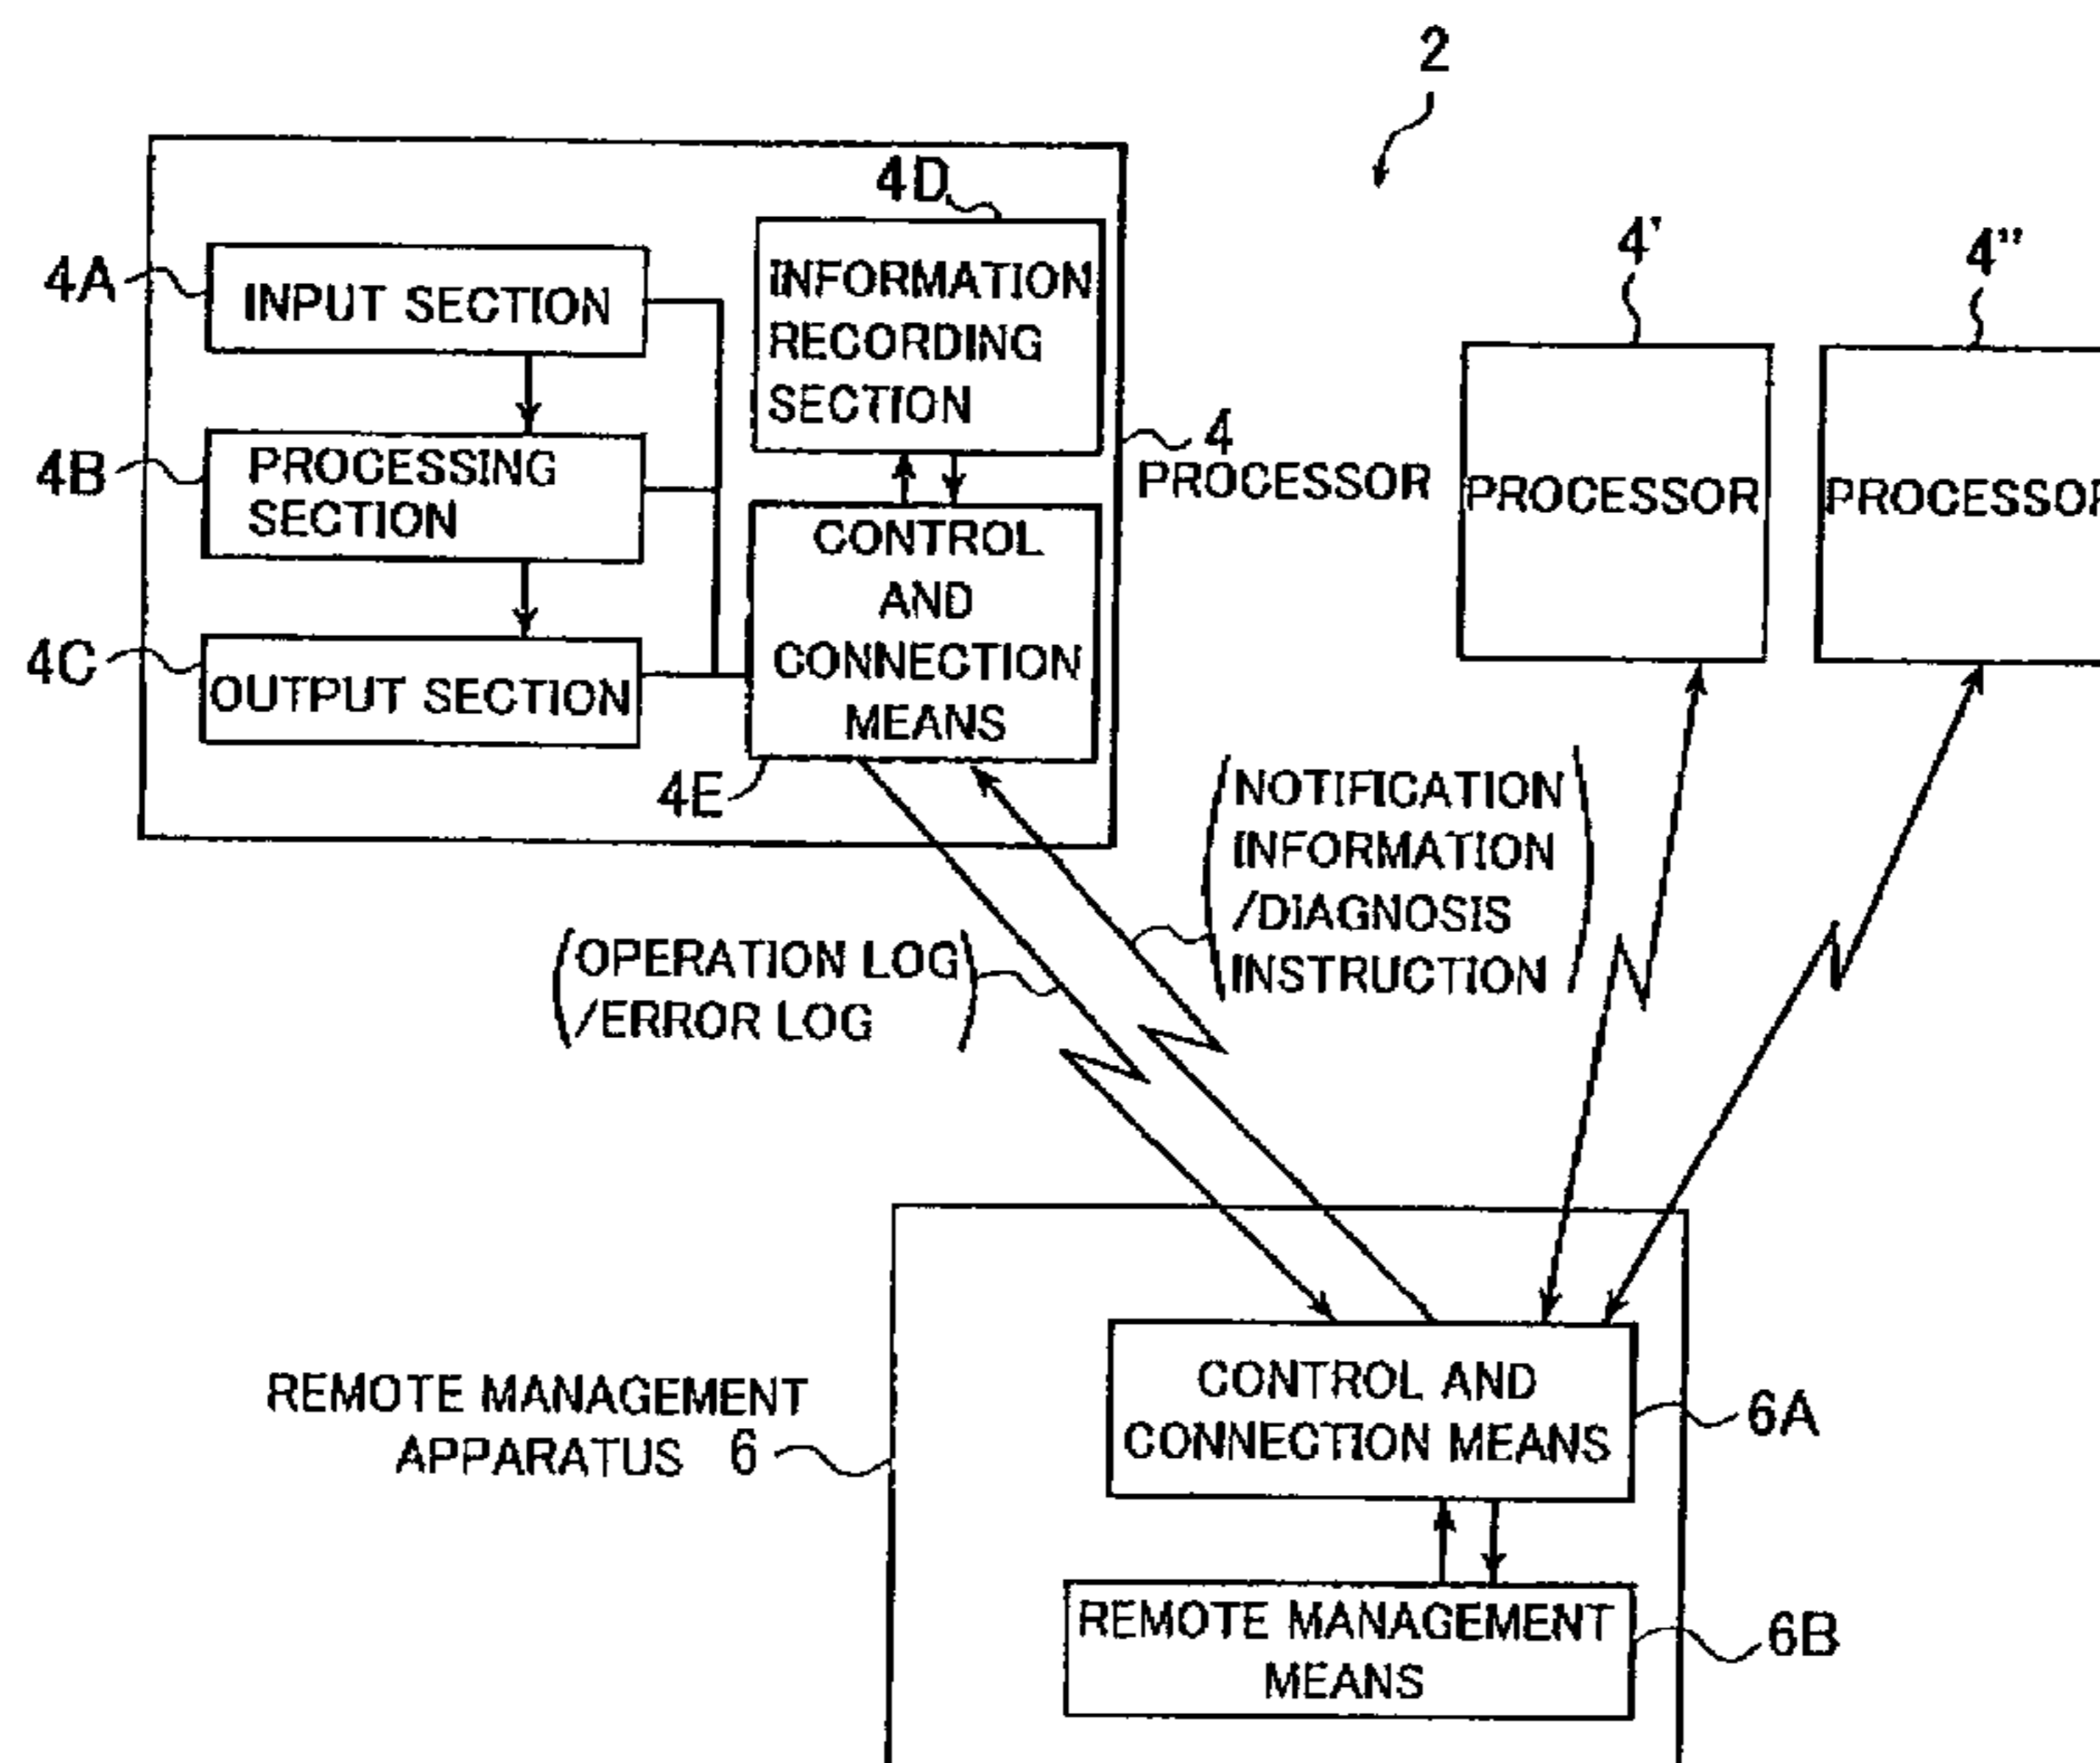 2
4D
4'
4"
4A
INPUT SECTION
INFORMATION
RECORDING
SECTION
4
PROCESSOR
4B
PROCESSING
SECTION
PROCESSOR
PROCESSOR
CONTROL
AND
CONNECTION
MEANS
4C
OUTPUT SECTION
4E
NOTIFICATION
INFORMATION
/DIAGNOSIS
INSTRUCTION
OPERATION LOG
/ERROR LOG
REMOTE MANAGEMENT
APPARATUS 6
CONTROL AND
CONNECTION MEANS
6A
REMOTE MANAGEMENT
MEANS
6B